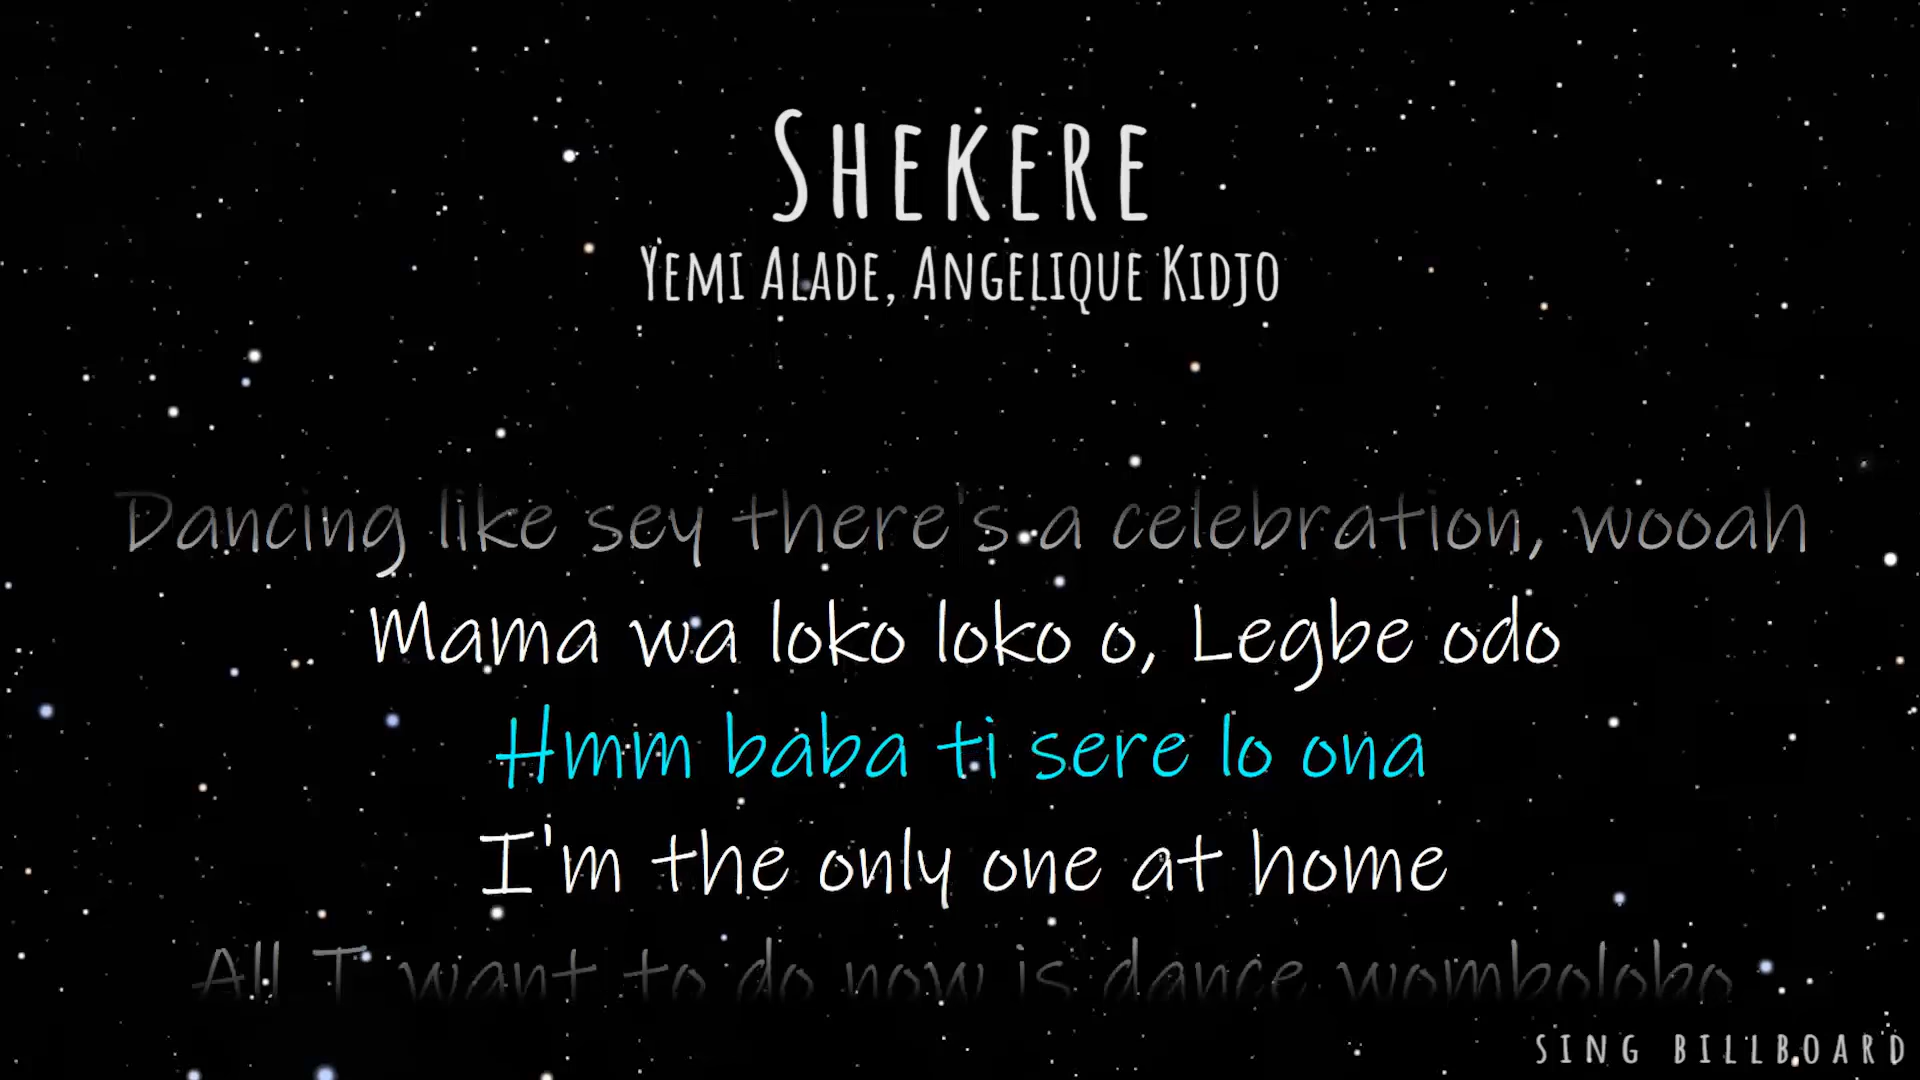 SHEKERE
YEMI ALADE, ANGELIQUE KIDJO
Dancing like sey there's a celebration, wooah
Mama wa loko loko o, Legbe odo
Hmm baba ti sere lo ona
I'm the only one at home
All I want to do now is dance wombolobo
SING BILLBOARD